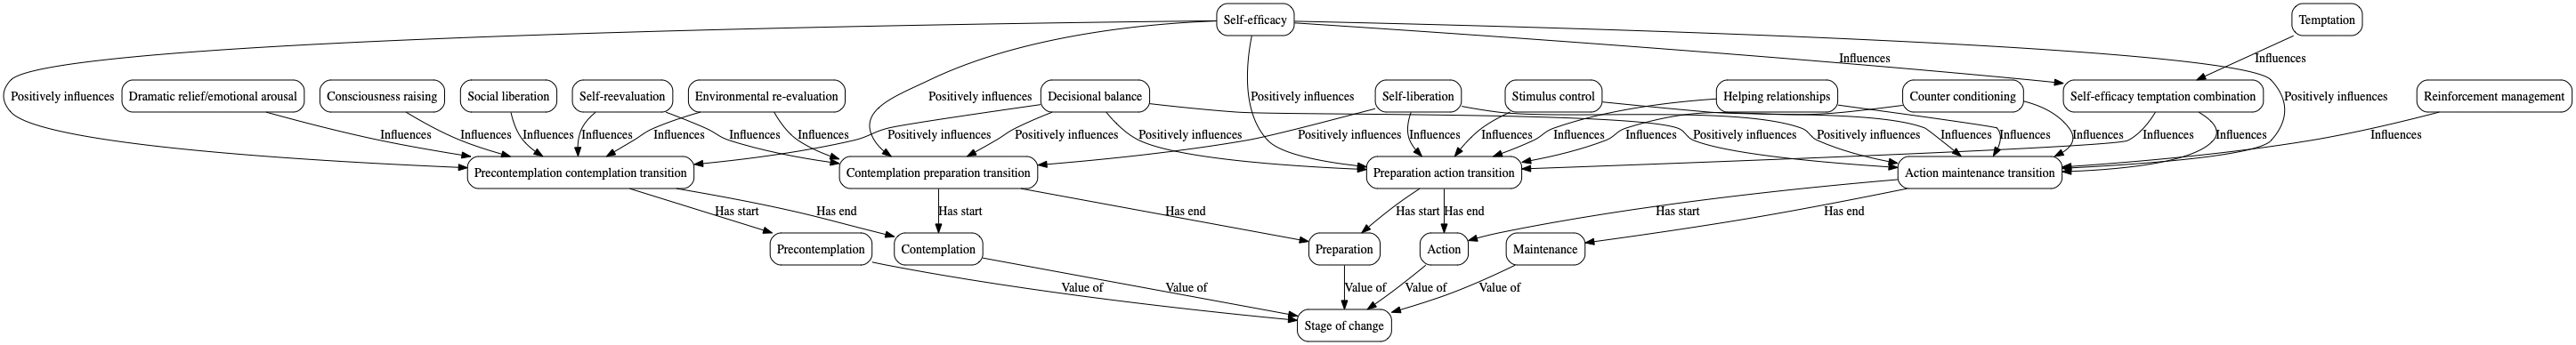 Self-efficacy
Temptation
Influences
Influences
Positively influences
Dramatic relief/emotional arousal
Consciousness raising
Social liberation
Self-reevaluation
Environmental re-evaluation
Positively influences
Decisional balance
Positively influences
Self-liberation
Stimulus control
Helping relationships
Counter conditioning
Self-efficacy temptation combination
Positively influences
Reinforcement management
Influences
Influences
Influences
Influences
Influences
Influences
Influences
Positively influences
Positively influences
Positively influences
Positively influences
Influences
Influences
Influences
Influences
Positively influences
Positively influences
Influences
Influences
Influences
Influences
Influences
Influences
Precontemplation contemplation transition
Contemplation preparation transition
Preparation action transition
Action maintenance transition
Has start
Has end
Has start
Has end
Has start
Has end
Has start
Has end
Precontemplation
Contemplation
Preparation
Action
Maintenance
Value of
Value of
Value of
Value of
Value of
Stage of change